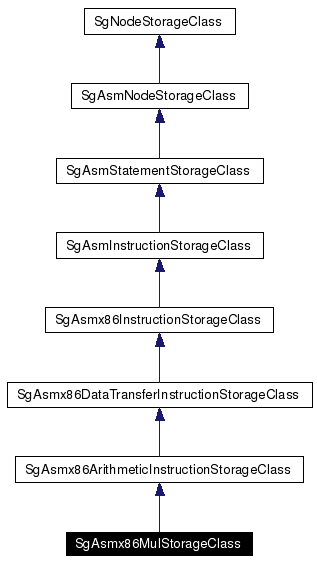 SgNodeStorageClass
SgAsmNodeStorageClass
SgAsmStatementStorageClass
SgAsmInstructionStorageClass
SgAsmx86InstructionStorageClass
SgAsmx86DataTransferInstructionStorageClass
SgAsmx86ArithmeticInstructionStorageClass
SgAsmx86MulStorageClass